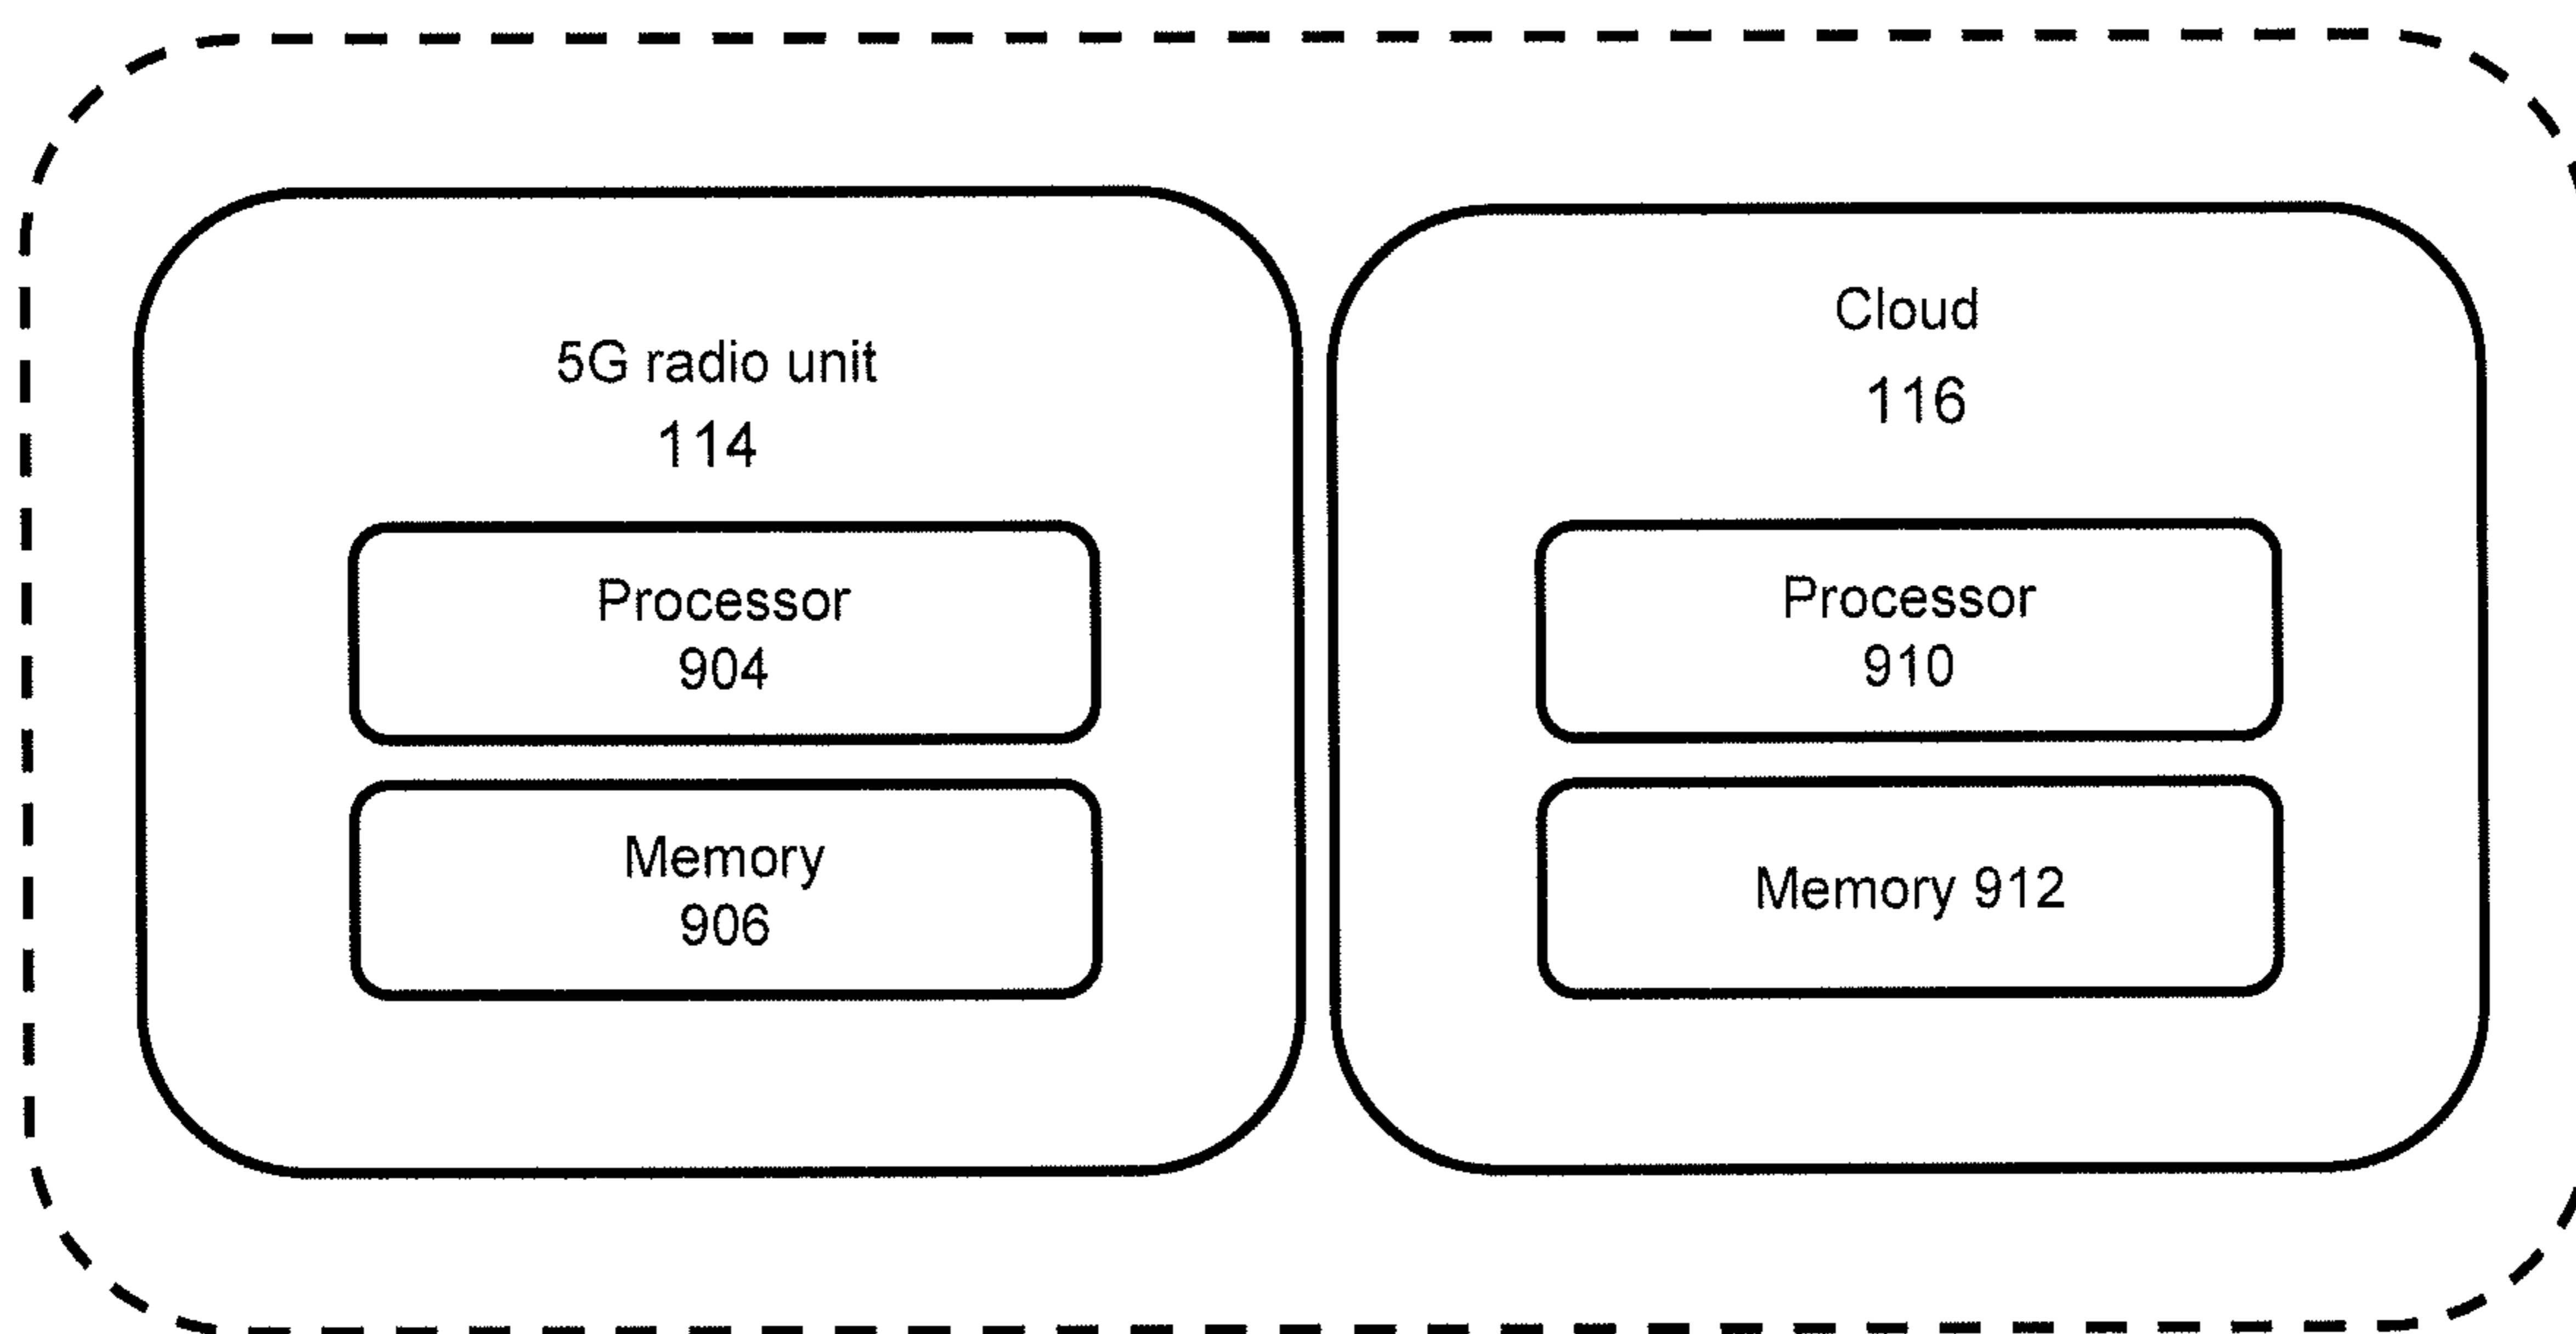 5G radio unit
114
Processor
904
Memory
906
Cloud
116
Processor
910
Memory 912